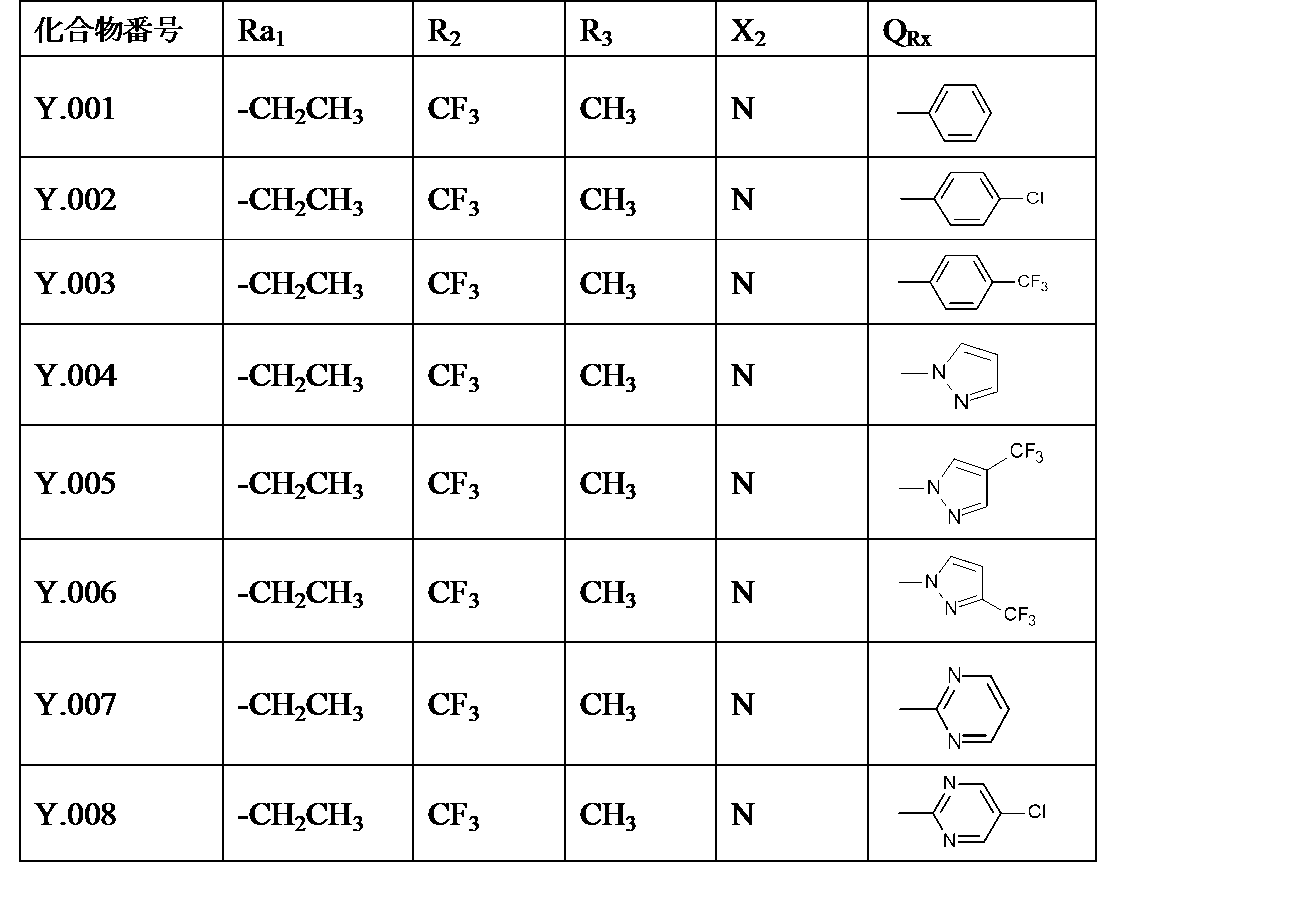 化合物番号 Ra₁ R₂ R₃ X₂ Q_Rx
Y.001 -CH₂CH₃ CF₃ CH₃ N
Y.002 -CH₂CH₃ CF₃ CH₃ N Cl
Y.003 -CH₂CH₃ CF₃ CH₃ N CF₃
Y.004 -CH₂CH₃ CF₃ CH₃ N N N
Y.005 -CH₂CH₃ CF₃ CH₃ N CF₃ N N
Y.006 -CH₂CH₃ CF₃ CH₃ N N N CF₃
Y.007 -CH₂CH₃ CF₃ CH₃ N N N
Y.008 -CH₂CH₃ CF₃ CH₃ N N N Cl